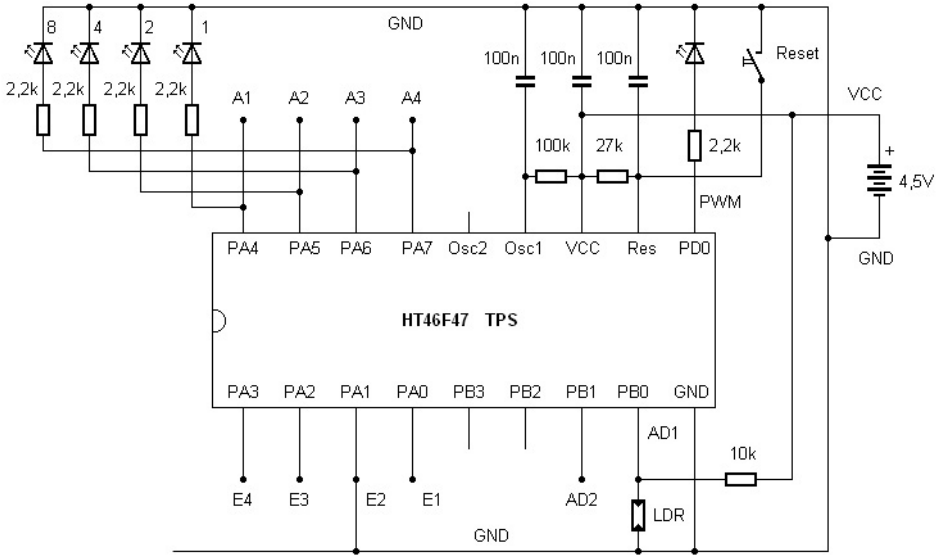 8 4 2 1
GND
2,2k 2,2k 2,2k 2,2k
100n 100n 100n
Reset
A1 A2 A3 A4
VCC
100k 27k 2,2k
+
4,5V
PWM
PA4 PA5 PA6 PA7 Osc2 Osc1 VCC Res PD0
GND
HT46F47 TPS
PA3 PA2 PA1 PA0 PB3 PB2 PB1 PB0 GND
AD1
10k
E4 E3 E2 E1 AD2
LDR
GND